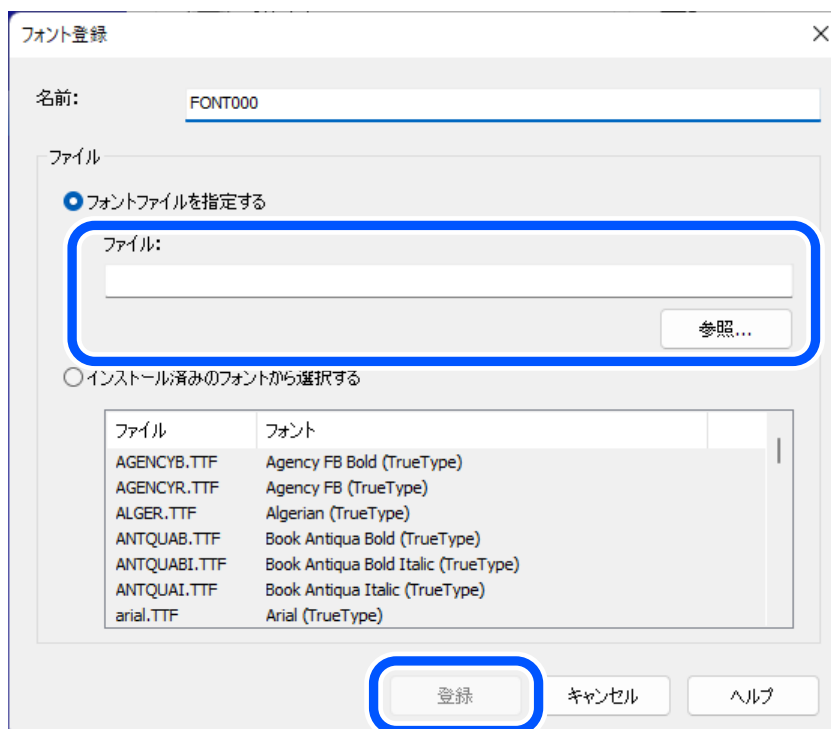 フォント登録
名前:
FONT000
ファイル
フォントファイルを指定する
ファイル:
参照...
インストール済みのフォントから選択する
ファイル フォント
AGENCYB.TTF Agency FB Bold (TrueType)
AGENCYR.TTF Agency FB (TrueType)
ALGER.TTF Algerian (TrueType)
ANTQUAB.TTF Book Antiqua Bold (TrueType)
ANTQUABI.TTF Book Antiqua Bold Italic (TrueType)
ANTQUAI.TTF Book Antiqua Italic (TrueType)
arial.TTF Arial (TrueType)
登録 キャンセル ヘルプ